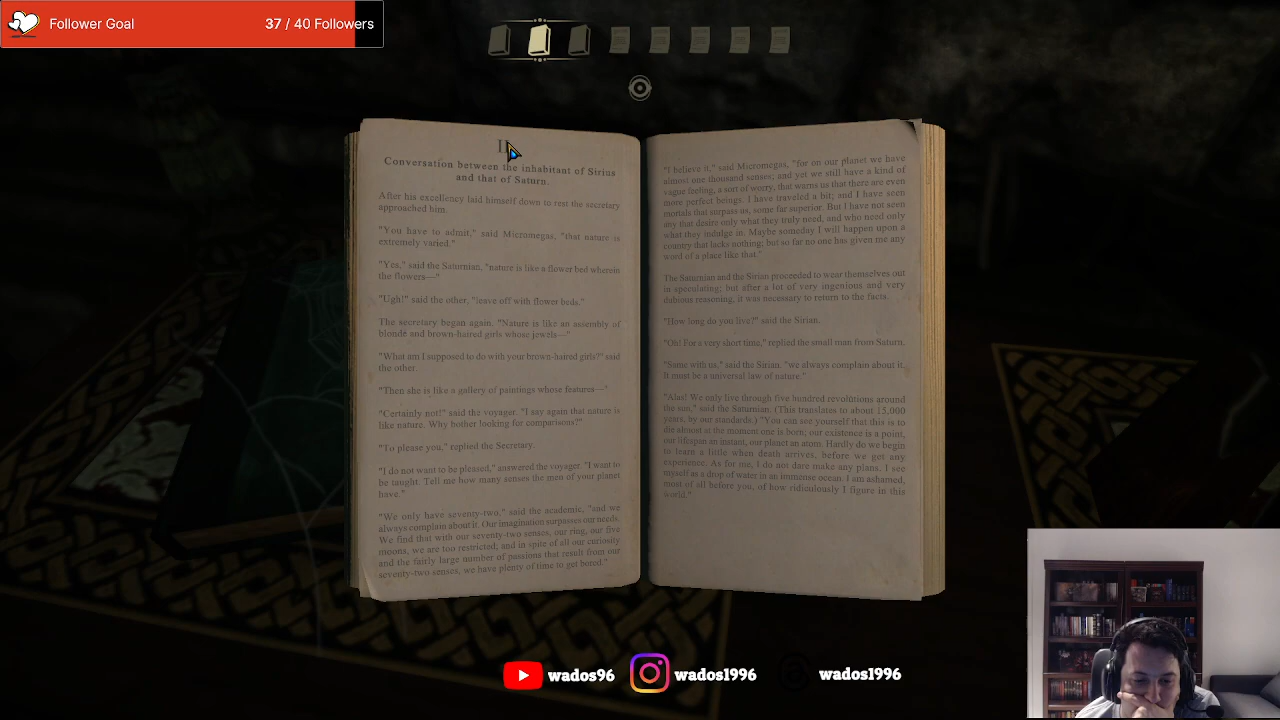 Follower Goal 37 / 40 Followers
II
Conversation between the inhabitant of Sirius
and that of Saturn.
After his excellency laid himself down to rest the secretary
approached him.
"You have to admit," said Micromegas, "that nature is
extremely varied."
"Yes," said the Saturnian, "nature is like a flower bed wherein
the flowers—"
"Ugh!" said the other, "leave off with flower beds."
The secretary began again. "Nature is like an assembly of
blonde and brown-haired girls whose jewels—"
"What am I supposed to do with your brown-haired girls?" said
the other.
"Then she is like a gallery of paintings whose features—"
"Certainly not!" said the voyager. "I say again that nature is
like nature. Why bother looking for comparisons?"
"To please you," replied the Secretary.
"I do not want to be pleased," answered the voyager. "I want to
be taught. Tell me how many senses the men of your planet
have."
"We only have seventy-two," said the academic, "and we
always complain about it. Our imagination surpasses our needs.
We find that with our seventy-two senses, our ring, our five
moons, we are too restricted; and in spite of all our curiosity
and the fairly large number of passions that result from our
seventy-two senses, we have plenty of time to get bored."
"I believe it," said Micromegas, "for on our planet we have
almost one thousand senses; and yet we still have a kind of
vague feeling, a sort of worry, that warns us that there are even
more perfect beings. I have traveled a bit; and I have seen
mortals that surpass us, some far superior. But I have not seen
any that desire only what they truly need, and who need only
what they indulge in. Maybe someday I will happen upon a
country that lacks nothing; but so far no one has given me any
word of a place like that."
The Saturnian and the Sirian proceeded to wear themselves out
in speculating; but after a lot of very ingenious and very
dubious reasoning, it was necessary to return to the facts.
"How long do you live?" said the Sirian.
"Oh! For a very short time," replied the small man from Saturn.
"Same with us," said the Sirian. "we always complain about it.
It must be a universal law of nature."
"Alas! We only live through five hundred revolutions around
the sun," said the Saturnian. (This translates to about 15,000
years, by our standards.) "You can see yourself that this is to
die almost at the moment one is born; our existence is a point,
our lifespan an instant, our planet an atom. Hardly do we begin
to learn a little when death arrives, before we get any
experience. As for me, I do not dare make any plans. I see
myself as a drop of water in an immense ocean. I am ashamed,
most of all before you, of how ridiculously I figure in this
world."
wados96 wados1996 wados1996